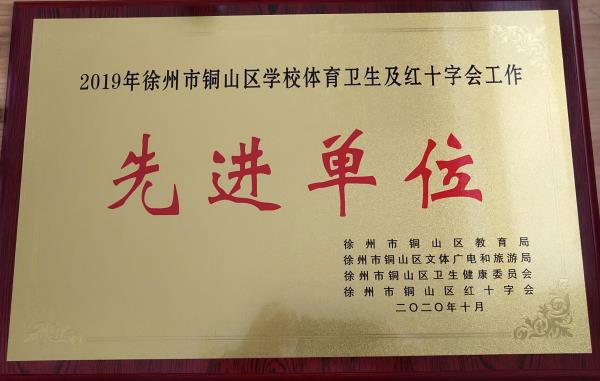 2019年徐州市铜山区学校体育卫生及红十字会工作
先进单位
徐州市铜山区教育局
徐州市铜山区文体广电和旅游局
徐州市铜山区卫生健康委员会
徐州市铜山区红十字会
二〇二〇年十月